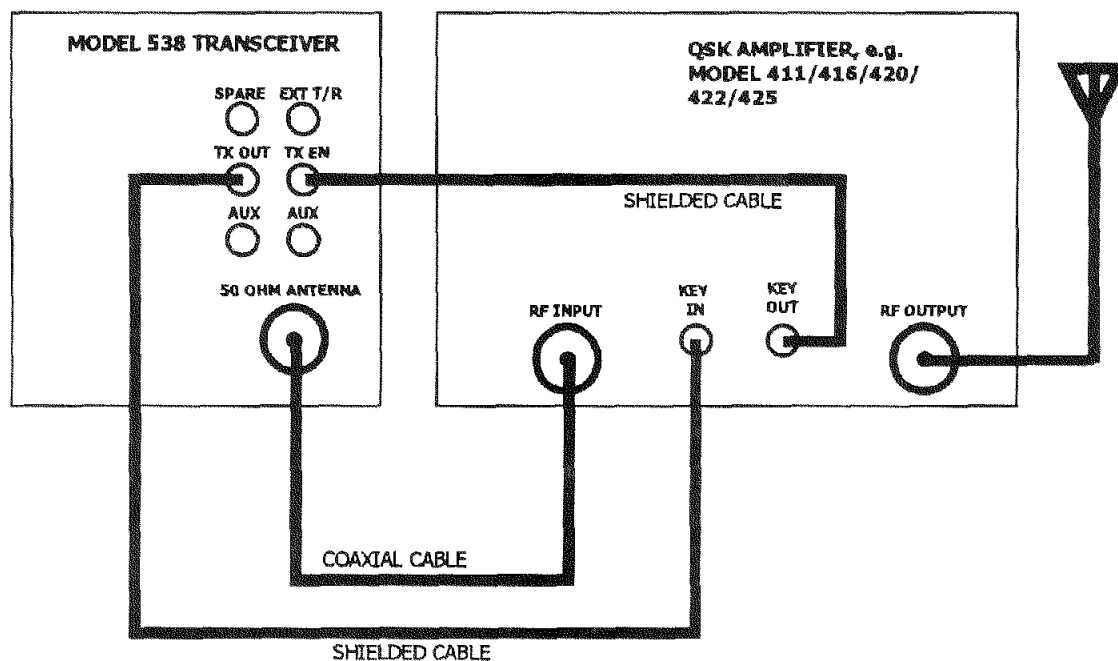 MODEL 538 TRANSCEIVER
SPARE EXT T/R
TX OUT TX EN
AUX AUX
50 OHM ANTENNA
QSK AMPLIFIER, e.g.
MODEL 411/416/420/
422/425
SHIELDED CABLE
RF INPUT
KEY
IN
KEY
OUT
RF OUTPUT
COAXIAL CABLE
SHIELDED CABLE